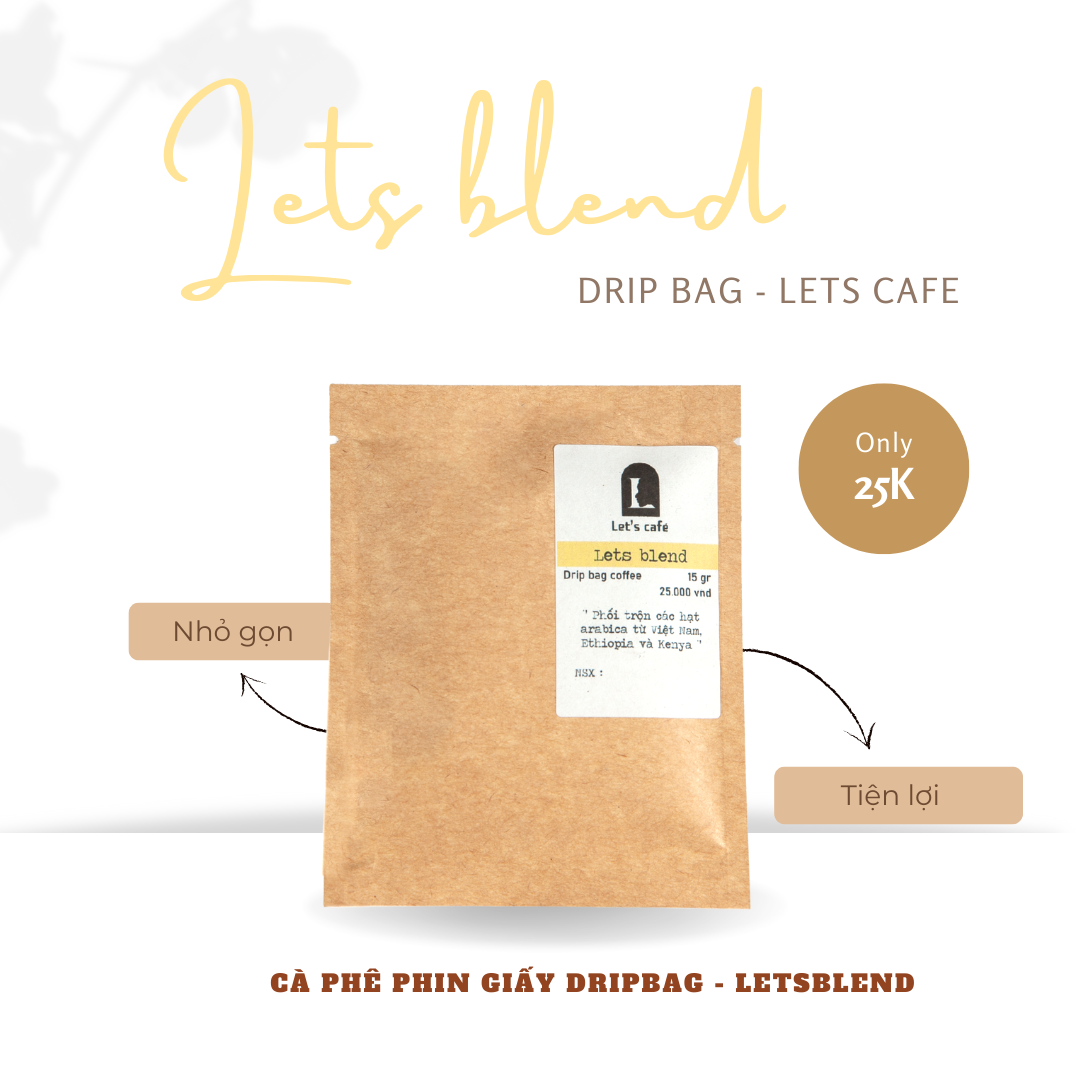 Lets blend
DRIP BAG - LETS CAFE
Only
25K
L
Let's café
Lets blend
Drip bag coffee 15 gr
25.000 vnd
" Phối trộn các hạt
arabica từ Việt Nam,
Ethiopia và Kenya "
NSX :
Nhỏ gọn
Tiện lợi
CÀ PHÊ PHIN GIẤY DRIPBAG - LETSBLEND